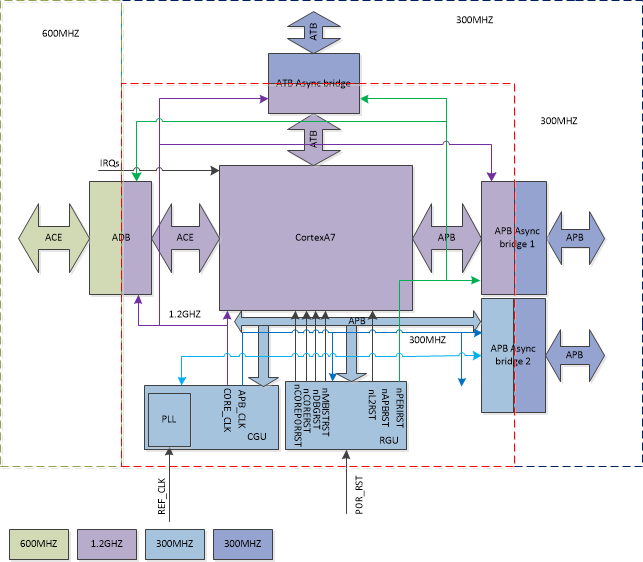 600MHZ
300MHZ
ATB
ATB Async bridge
300MHZ
ATB
IRQs
ACE
ADB
ACE
CortexA7
APB
APB Async
bridge 1
APB
1.2GHZ
APB
300MHZ
APB Async
bridge 2
APB
CORE_CLK
APB_CLK
nCOREPORRST
nCORERST
nDBGRST
nMBISTRST
nL2RST
nAPBRST
nPERIRST
PLL
CGU
RGU
REF_CLK
POR_RST
600MHZ
1.2GHZ
300MHZ
300MHZ